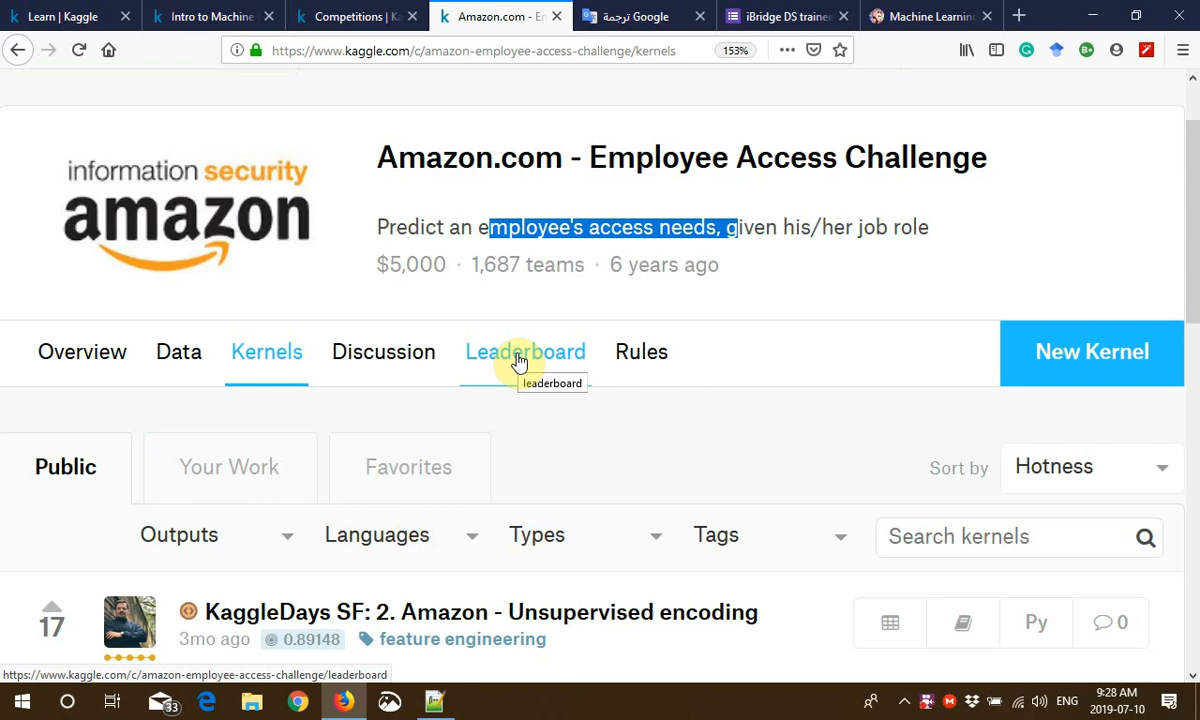 Learn | Kaggle
Intro to Machine
Competitions | Ka
Amazon.com - En
ترجمة Google
iBridge DS trainee
Machine Learning
https://www.kaggle.com/c/amazon-employee-access-challenge/kernels
153%
information security
amazon
Amazon.com - Employee Access Challenge
Predict an employee's access needs, given his/her job role
$5,000 · 1,687 teams · 6 years ago
Overview
Data
Kernels
Discussion
Leaderboard
Rules
New Kernel
leaderboard
Public
Your Work
Favorites
Sort by
Hotness
Outputs
Languages
Types
Tags
Search kernels
17
KaggleDays SF: 2. Amazon - Unsupervised encoding
3mo ago
0.89148
feature engineering
Py
0
https://www.kaggle.com/c/amazon-employee-access-challenge/leaderboard
33
ENG
9:28 AM
2019-07-10